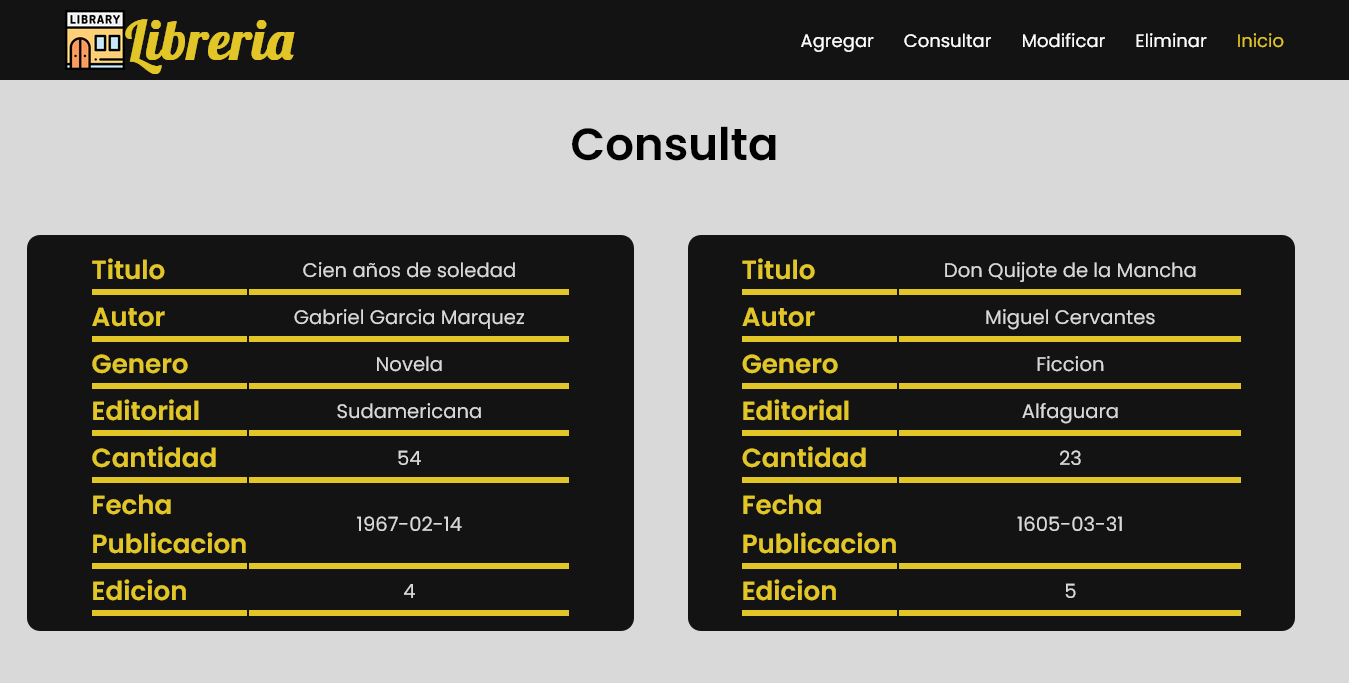 LIBRARY
Libreria
Agregar Consultar Modificar Eliminar Inicio
Consulta
Titulo Cien años de soledad
Autor Gabriel Garcia Marquez
Genero Novela
Editorial Sudamericana
Cantidad 54
Fecha
Publicacion 1967-02-14
Edicion 4
Titulo Don Quijote de la Mancha
Autor Miguel Cervantes
Genero Ficcion
Editorial Alfaguara
Cantidad 23
Fecha
Publicacion 1605-03-31
Edicion 5